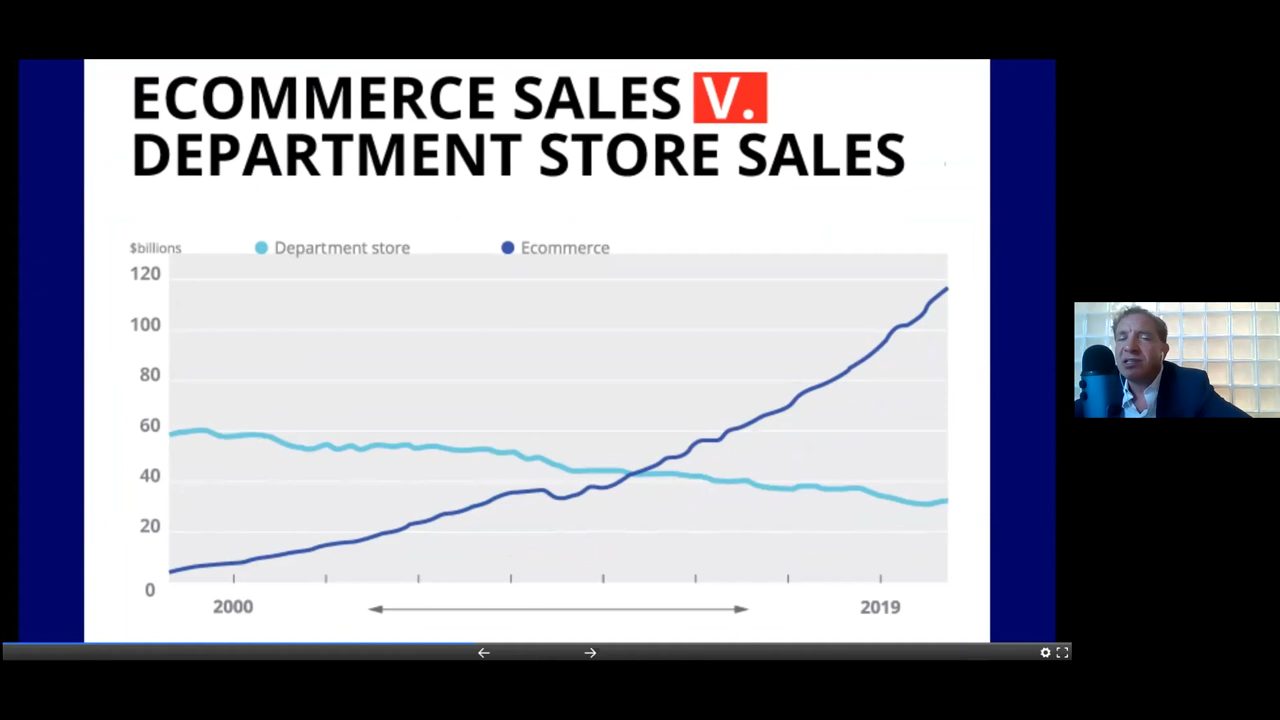 ECOMMERCE SALES V.
DEPARTMENT STORE SALES
$billions
Department store
Ecommerce
120
100
80
60
40
20
0
2000
2019